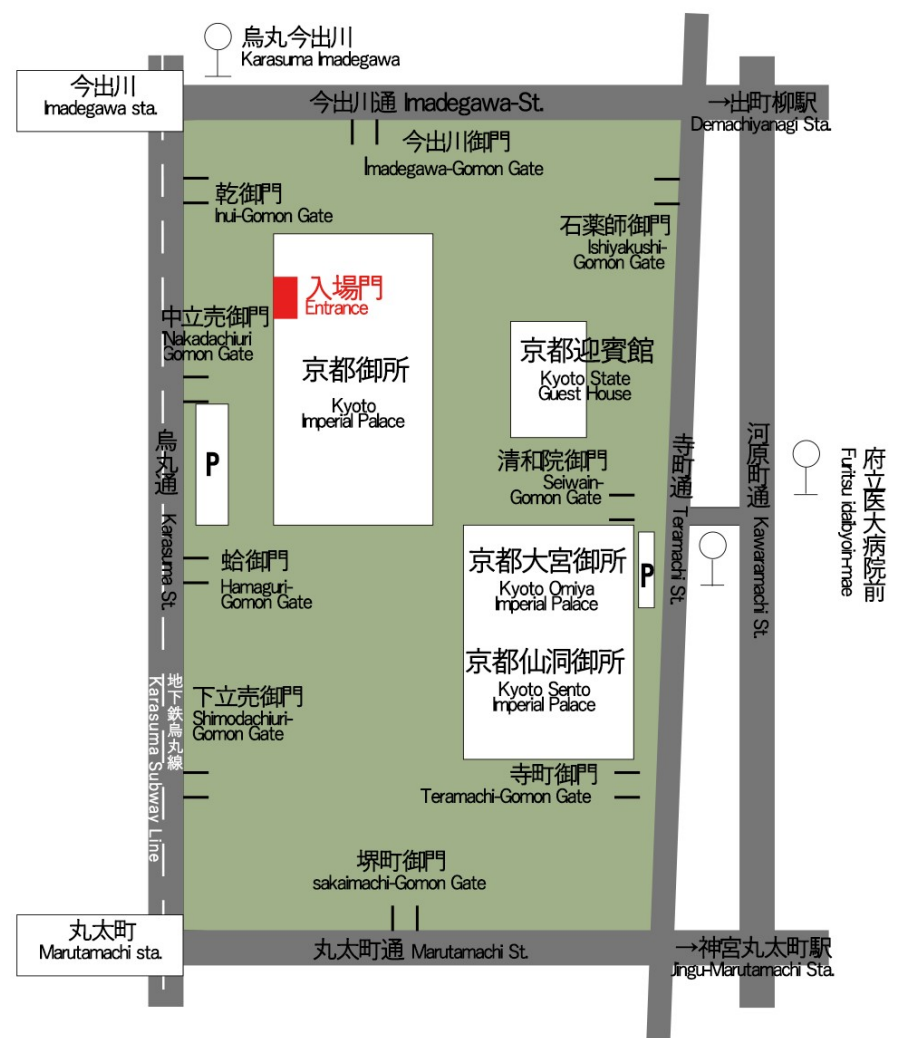 烏丸今出川
Karasuma Imadegawa
今出川
Imadegawa sta.
今出川通 Imadegawa-St.
→出町柳駅
Demachiyanagi Sta.
今出川御門
Imadegawa-Gomon Gate
乾御門
Inui-Gomon Gate
石薬師御門
Ishiyakushi-
Gomon Gate
入場門
Entrance
中立売御門
Nakadachiuri
Gomon Gate
京都御所
Kyoto
Imperial Palace
京都迎賓館
Kyoto State
Guest House
烏丸通 Karasuma St.
P
清和院御門
Seiwain-
Gomon Gate
寺町通 Teramachi St.
河原町通 Kawaramachi St.
府立医大病院前
Furitsu idaibyoin-mae
蛤御門
Hamaguri-
Gomon Gate
京都大宮御所
Kyoto Omiya
Imperial Palace
P
京都仙洞御所
Kyoto Sento
Imperial Palace
地下鉄烏丸線
Karasuma Subway Line
下立売御門
Shimodachiuri-
Gomon Gate
寺町御門
Teramachi-Gomon Gate
堺町御門
sakaimachi-Gomon Gate
丸太町
Marutamachi sta.
丸太町通 Marutamachi St.
→神宮丸太町駅
Jingu-Marutamachi Sta.